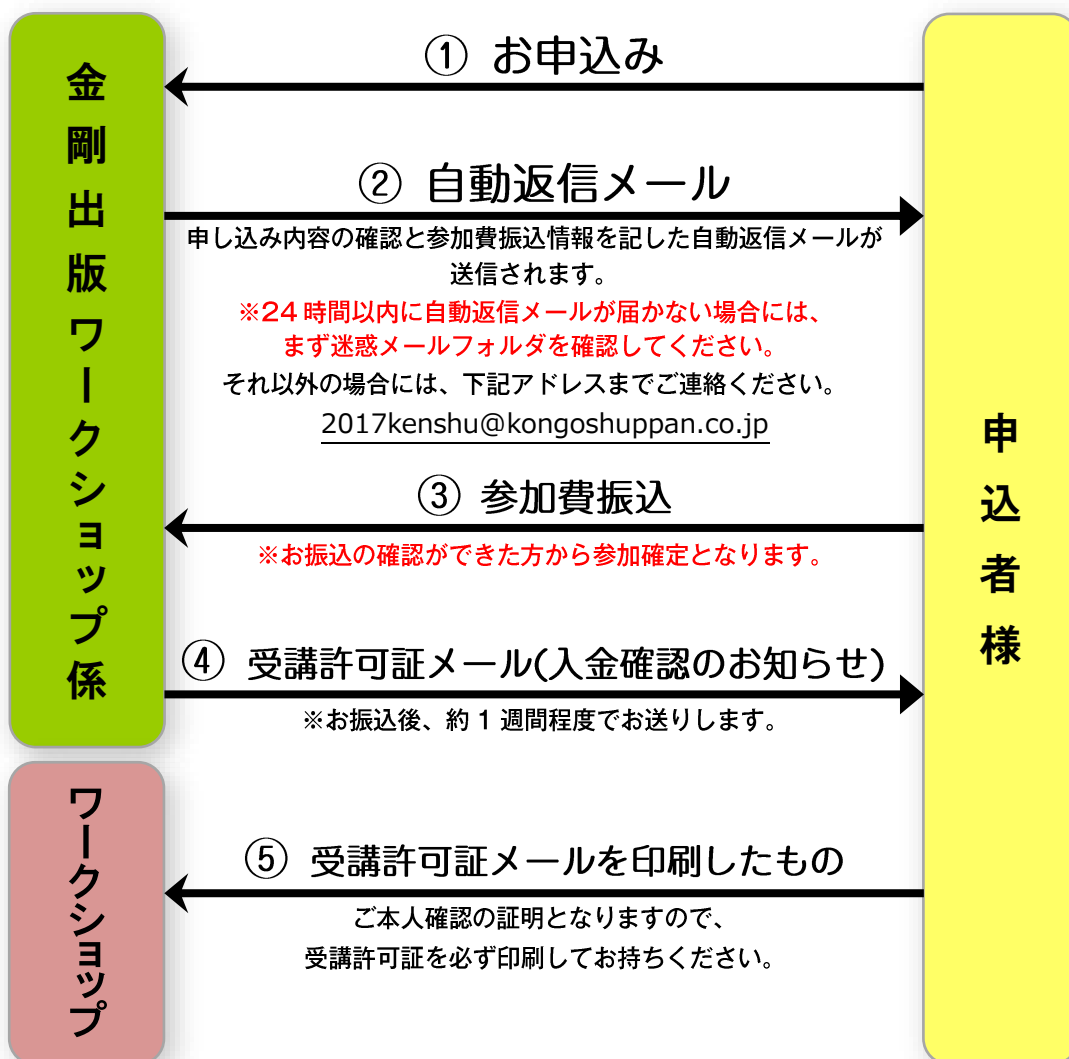 金剛出版ワークショップ係
① お申込み
② 自動返信メール
申し込み内容の確認と参加費振込情報を記した自動返信メールが
送信されます。
※24 時間以内に自動返信メールが届かない場合には、
まず迷惑メールフォルダを確認してください。
それ以外の場合には、下記アドレスまでご連絡ください。
2017kenshu@kongoshuppan.co.jp
③ 参加費振込
※お振込の確認ができた方から参加確定となります。
④ 受講許可証メール(入金確認のお知らせ)
※お振込後、約 1 週間程度でお送りします。
ワークショップ
⑤ 受講許可証メールを印刷したもの
ご本人確認の証明となりますので、
受講許可証を必ず印刷してお持ちください。
申込者様